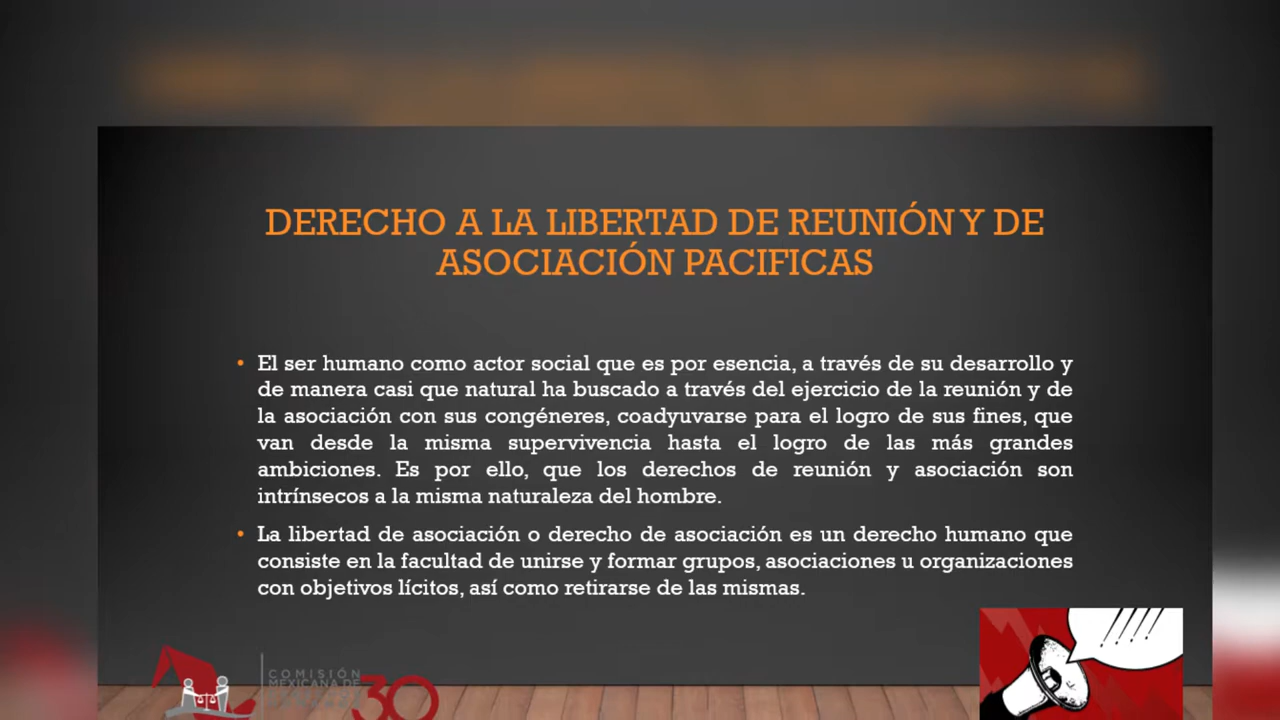 DERECHO A LA LIBERTAD DE REUNIÓN Y DE
ASOCIACIÓN PACIFICAS
• El ser humano como actor social que es por esencia, a través de su desarrollo y
de manera casi que natural ha buscado a través del ejercicio de la reunión y de
la asociación con sus congéneres, coadyuvarse para el logro de sus fines, que
van desde la misma supervivencia hasta el logro de las más grandes
ambiciones. Es por ello, que los derechos de reunión y asociación son
intrínsecos a la misma naturaleza del hombre.
• La libertad de asociación o derecho de asociación es un derecho humano que
consiste en la facultad de unirse y formar grupos, asociaciones u organizaciones
con objetivos lícitos, así como retirarse de las mismas.
COMISIÓN
MEXICANA DE
30